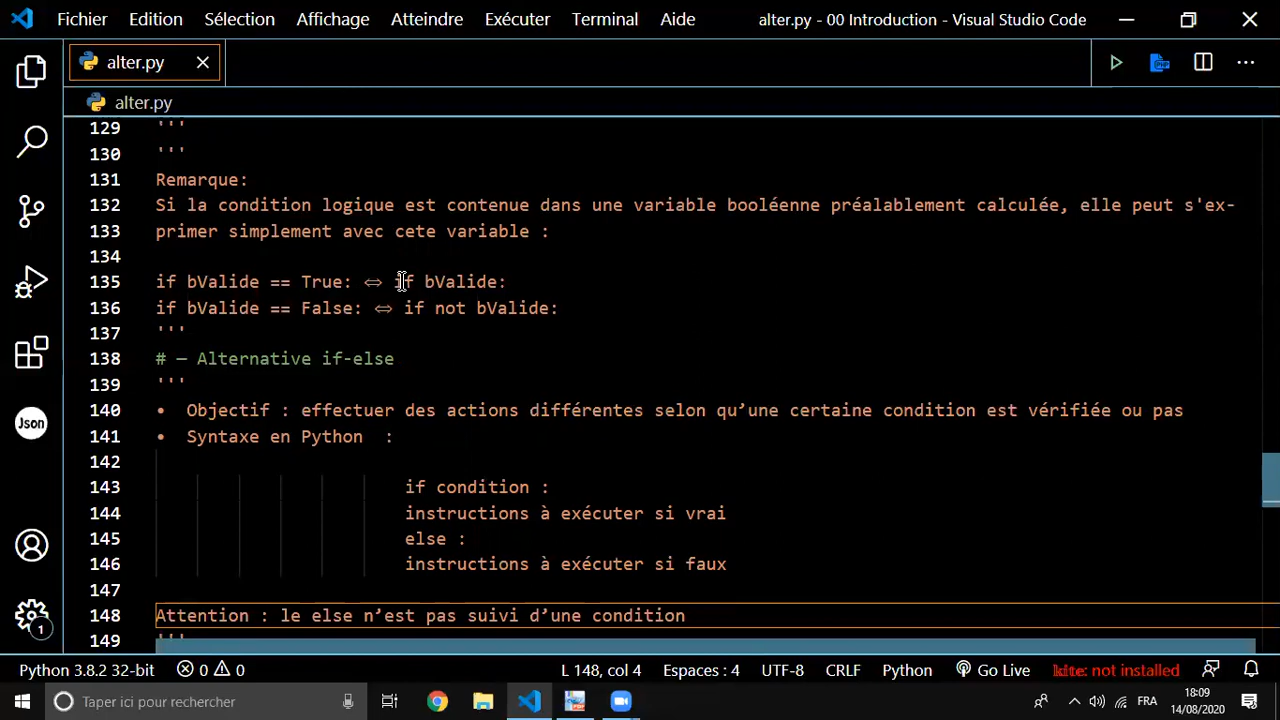 Fichier Edition Sélection Affichage Atteindre Exécuter Terminal Aide alter.py - 00 Introduction - Visual Studio Code
alter.py
alter.py
129 '''
130 '''
131 Remarque:
132 Si la condition logique est contenue dans une variable booléenne préalablement calculée, elle peut s'ex-
133 primer simplement avec cete variable :
134
135 if bValide == True: ⇔ if bValide:
136 if bValide == False: ⇔ if not bValide:
137 '''
138 # — Alternative if-else
139 '''
140 • Objectif : effectuer des actions différentes selon qu’une certaine condition est vérifiée ou pas
141 • Syntaxe en Python :
142
143 if condition :
144 instructions à exécuter si vrai
145 else :
146 instructions à exécuter si faux
147
148 Attention : le else n’est pas suivi d’une condition
149 '''
Json
1
Python 3.8.2 32-bit 0 0 L 148, col 4 Espaces : 4 UTF-8 CRLF Python Go Live kite: not installed
Taper ici pour rechercher FRA 18:09
14/08/2020